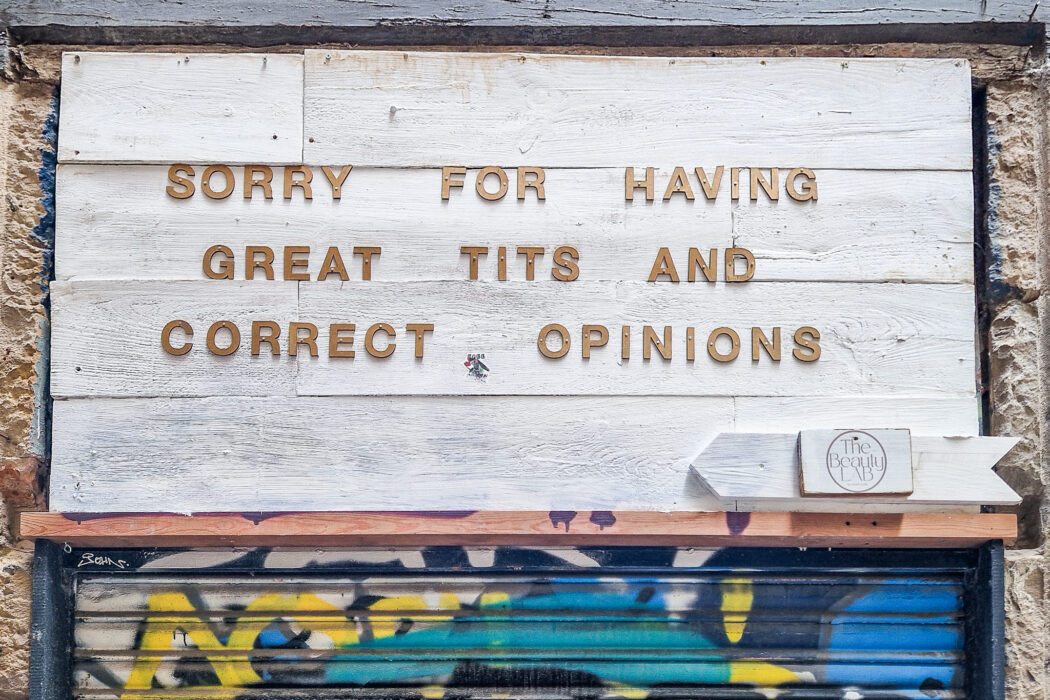 SORRY FOR HAVING
GREAT TITS AND
CORRECT OPINIONS
The
Beauty
LAB